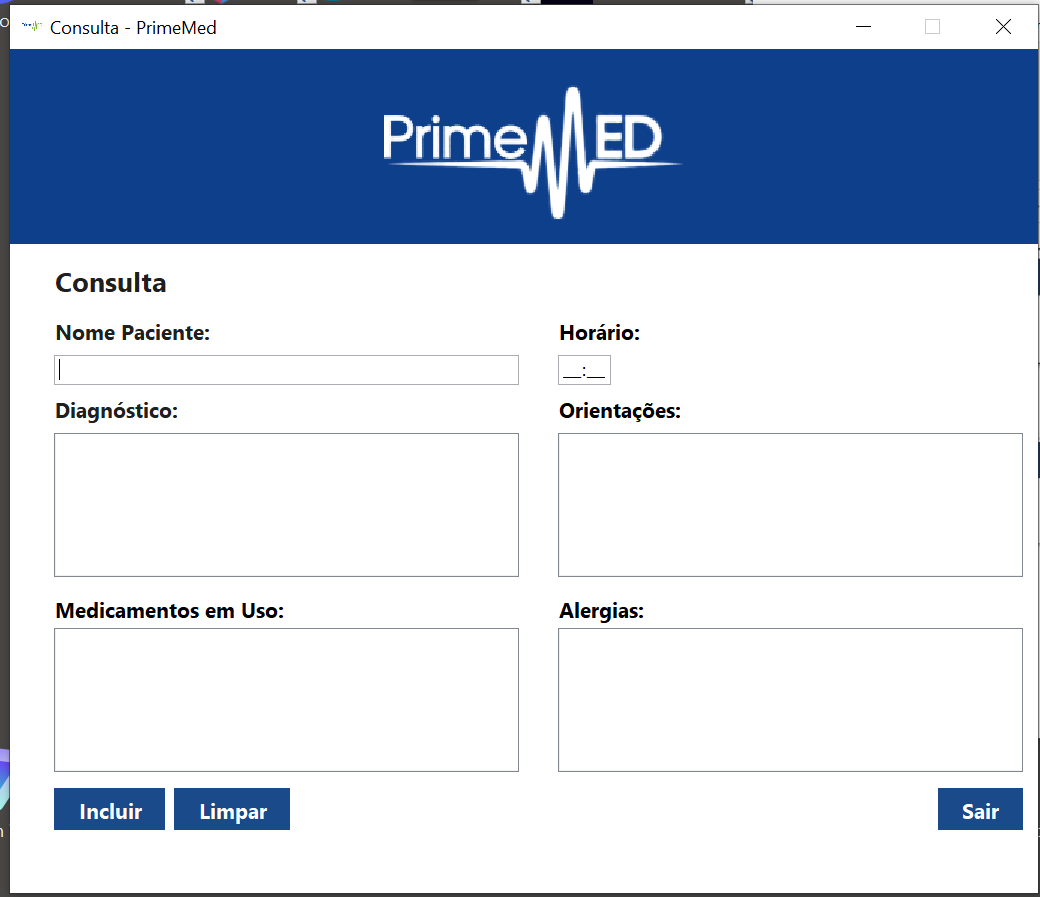 Consulta - PrimeMed
PrimeMED
Consulta
Nome Paciente:
Horário:
__:__
Diagnóstico:
Orientações:
Medicamentos em Uso:
Alergias:
Incluir
Limpar
Sair